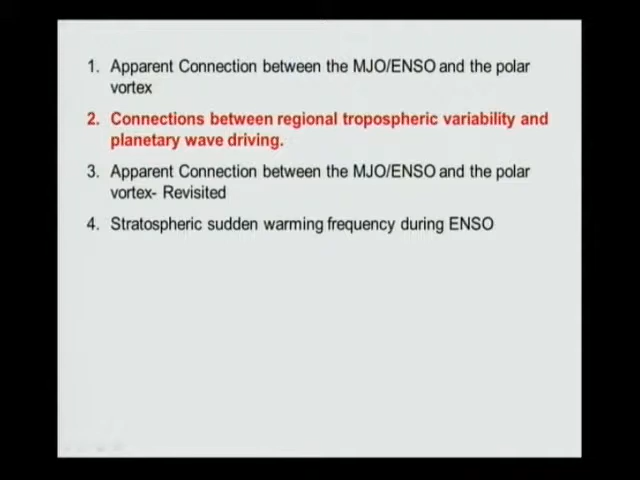 1. Apparent Connection between the MJO/ENSO and the polar
vortex
2. Connections between regional tropospheric variability and
planetary wave driving.
3. Apparent Connection between the MJO/ENSO and the polar
vortex- Revisited
4. Stratospheric sudden warming frequency during ENSO